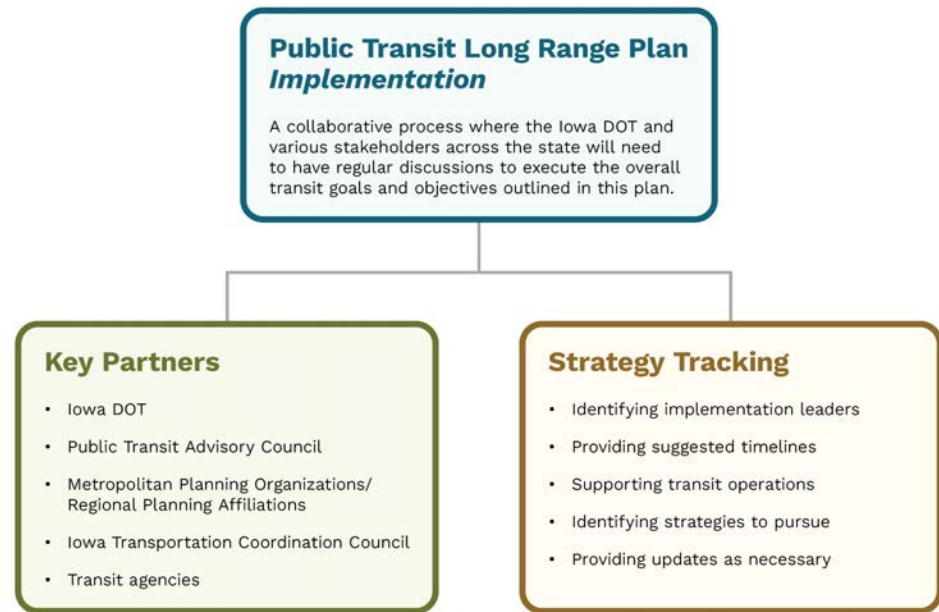 Public Transit Long Range Plan
Implementation
A collaborative process where the Iowa DOT and
various stakeholders across the state will need
to have regular discussions to execute the overall
transit goals and objectives outlined in this plan.
Key Partners
• Iowa DOT
• Public Transit Advisory Council
• Metropolitan Planning Organizations/
Regional Planning Affiliations
• Iowa Transportation Coordination Council
• Transit agencies
Strategy Tracking
• Identifying implementation leaders
• Providing suggested timelines
• Supporting transit operations
• Identifying strategies to pursue
• Providing updates as necessary